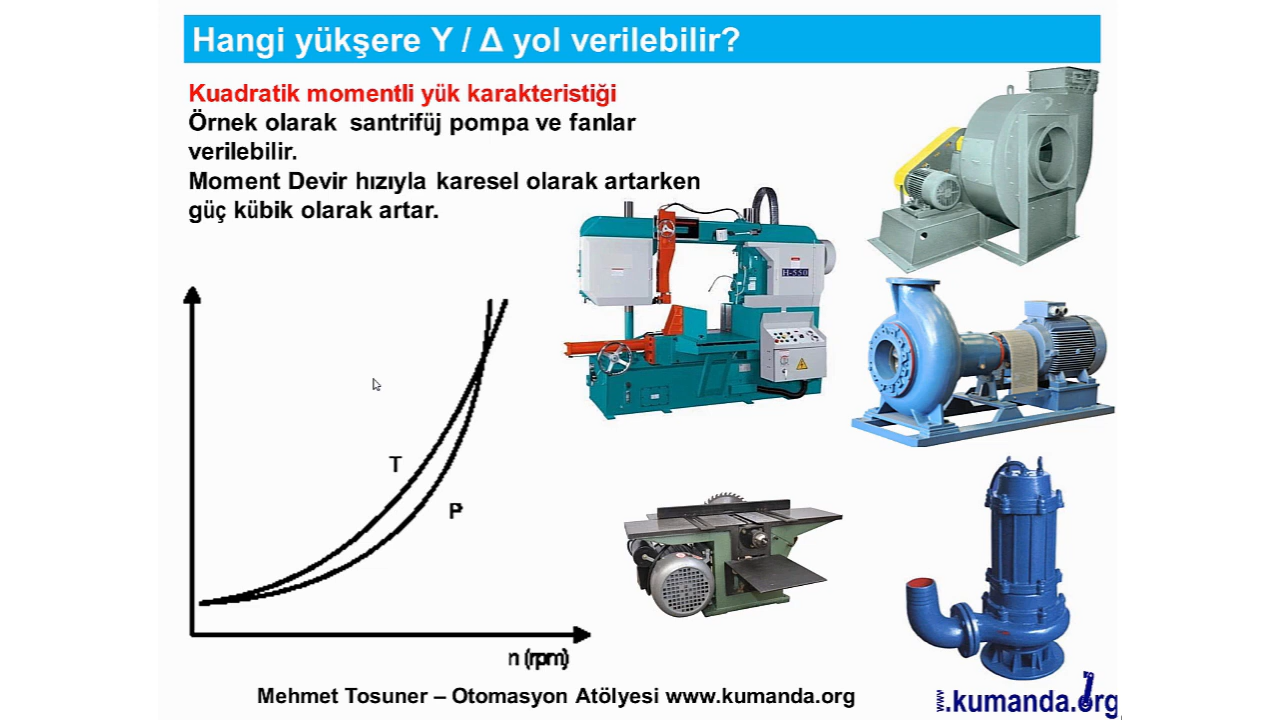 Hangi yükşere Y / Δ yol verilebilir?
Kuadratik momentli yük karakteristiği
Örnek olarak santrifüj pompa ve fanlar
verilebilir.
Moment Devir hızıyla karesel olarak artarken
güç kübik olarak artar.
H-550
T
P
n (rpm)
Mehmet Tosuner – Otomasyon Atölyesi www.kumanda.org
www.kumanda.org